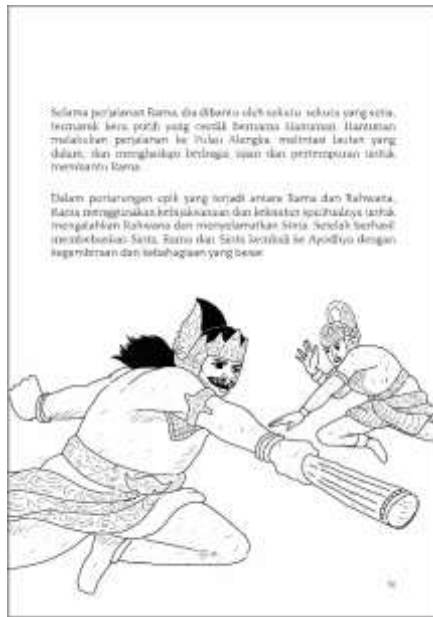 Selama perjalanan Rama, dia dibantu oleh sekutu-sekutu yang setia,
termasuk kera putih yang cerdik bernama Hanuman. Hanuman
melakukan perjalanan ke Pulau Alengka, melintasi lautan yang
dalam, dan menghadapi berbagai ujian dan pertempuran untuk
membantu Rama.
Dalam pertarungan epik yang terjadi antara Rama dan Rahwana,
Rama menggunakan kebijaksanaan dan kekuatan spiritualnya untuk
mengalahkan Rahwana dan menyelamatkan Sinta. Setelah berhasil
membebaskan Sinta, Rama dan Sinta kembali ke Ayodhya dengan
kegembiraan dan kebahagiaan yang besar.